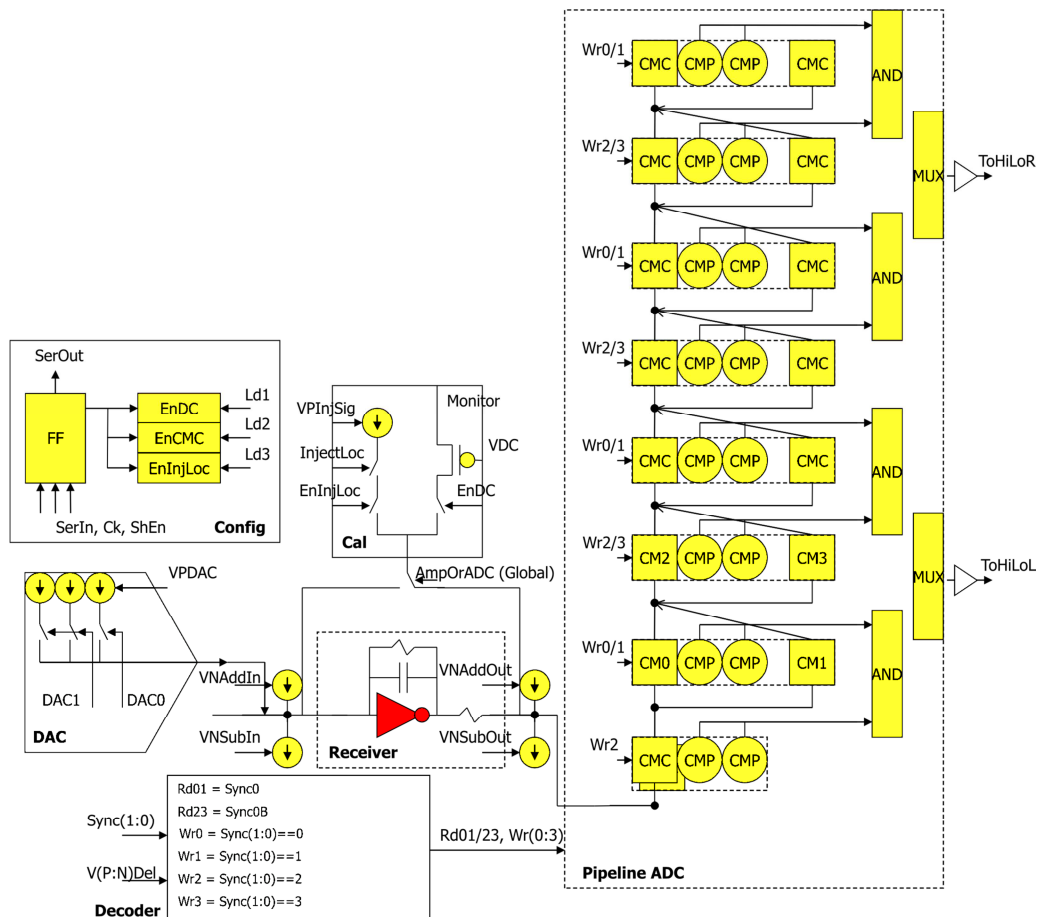 Wr0/1
CMC
CMP
CMP
CMC
AND
Wr2/3
CMC
CMP
CMP
CMC
MUX
ToHiLoR
Wr0/1
CMC
CMP
CMP
CMC
AND
Wr2/3
CMC
CMP
CMP
CMC
Wr0/1
CMC
CMP
CMP
CMC
AND
Wr2/3
CM2
CMP
CMP
CM3
MUX
ToHiLoL
Wr0/1
CM0
CMP
CMP
CM1
AND
Wr2
CMC
CMP
CMP
Pipeline ADC
SerOut
FF
EnDC
EnCMC
EnInjLoc
Ld1
Ld2
Ld3
SerIn, Ck, ShEn
Config
VPInjSig
Monitor
VDC
InjectLoc
EnInjLoc
EnDC
Cal
AmpOrADC (Global)
VPDAC
DAC1
DAC0
DAC
VNAddIn
VNSubIn
VNAddOut
VNSubOut
Receiver
Sync(1:0)
V(P:N)Del
Rd01 = Sync0
Rd23 = Sync0B
Wr0 = Sync(1:0)==0
Wr1 = Sync(1:0)==1
Wr2 = Sync(1:0)==2
Wr3 = Sync(1:0)==3
Decoder
Rd01/23, Wr(0:3)